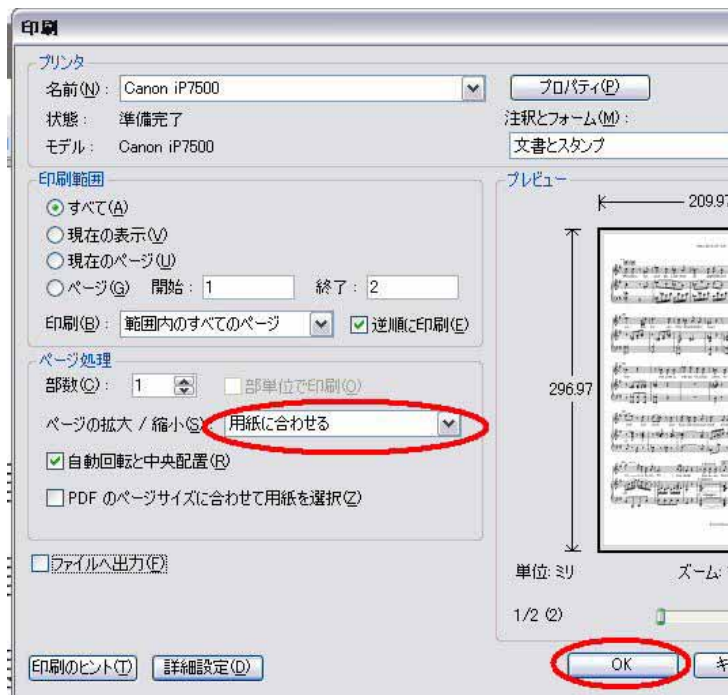 印刷
プリンタ
名前(N): Canon iP7500
プロパティ(P)
状態: 準備完了
注釈とフォーム(M):
モデル: Canon iP7500
文書とスタンプ
印刷範囲
プレビュー
すべて(A)
209.97
現在の表示(V)
現在のページ(U)
ページ(G) 開始: 1 終了: 2
印刷(B): 範囲内のすべてのページ 逆順に印刷(E)
ページ処理
部数(C): 1 部単位で印刷(O)
296.97
ページの拡大 / 縮小(S): 用紙に合わせる
自動回転と中央配置(R)
PDF のページサイズに合わせて用紙を選択(Z)
ファイルへ出力(F)
単位: ミリ ズーム:
1/2 (2)
印刷のヒント(T) 詳細設定(D) OK キ